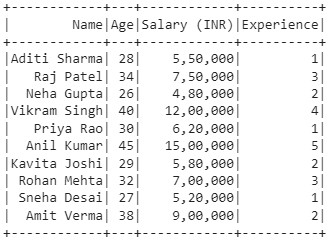 +------------+---+------------+----------+
|        Name|Age|Salary (INR)|Experience|
+------------+---+------------+----------+
|Aditi Sharma| 28|    5,50,000|         1|
|   Raj Patel| 34|    7,50,000|         3|
|  Neha Gupta| 26|    4,80,000|         2|
|Vikram Singh| 40|   12,00,000|         4|
|   Priya Rao| 30|    6,20,000|         1|
|  Anil Kumar| 45|   15,00,000|         5|
|Kavita Joshi| 29|    5,80,000|         2|
| Rohan Mehta| 32|    7,00,000|         3|
| Sneha Desai| 27|    5,20,000|         1|
|  Amit Verma| 38|    9,00,000|         2|
+------------+---+------------+----------+